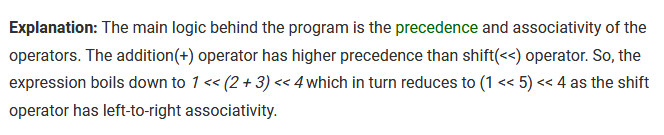 Explanation: The main logic behind the program is the precedence and associativity of the
operators. The addition(+) operator has higher precedence than shift(<<) operator. So, the
expression boils down to 1 << (2 + 3) << 4 which in turn reduces to (1 << 5) << 4 as the shift
operator has left-to-right associativity.